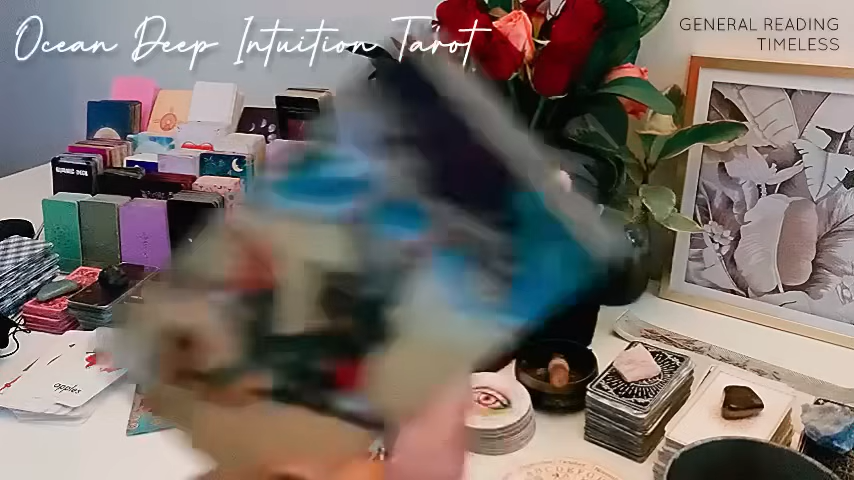 Ocean Deep Intuition Tarot
GENERAL READING
TIMELESS
apples